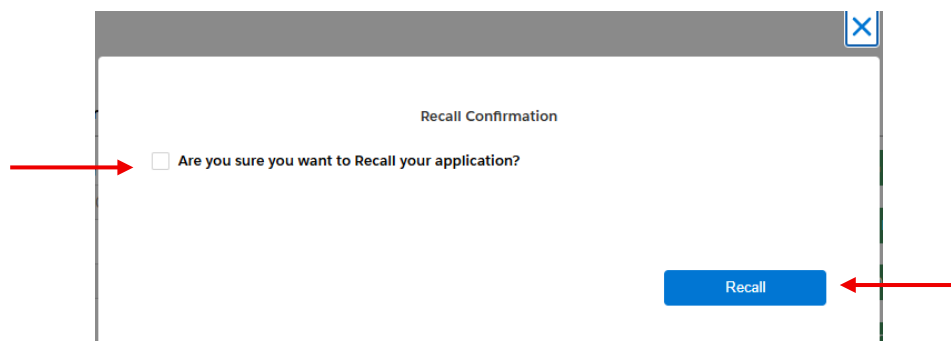 Recall Confirmation
Are you sure you want to Recall your application?
Recall